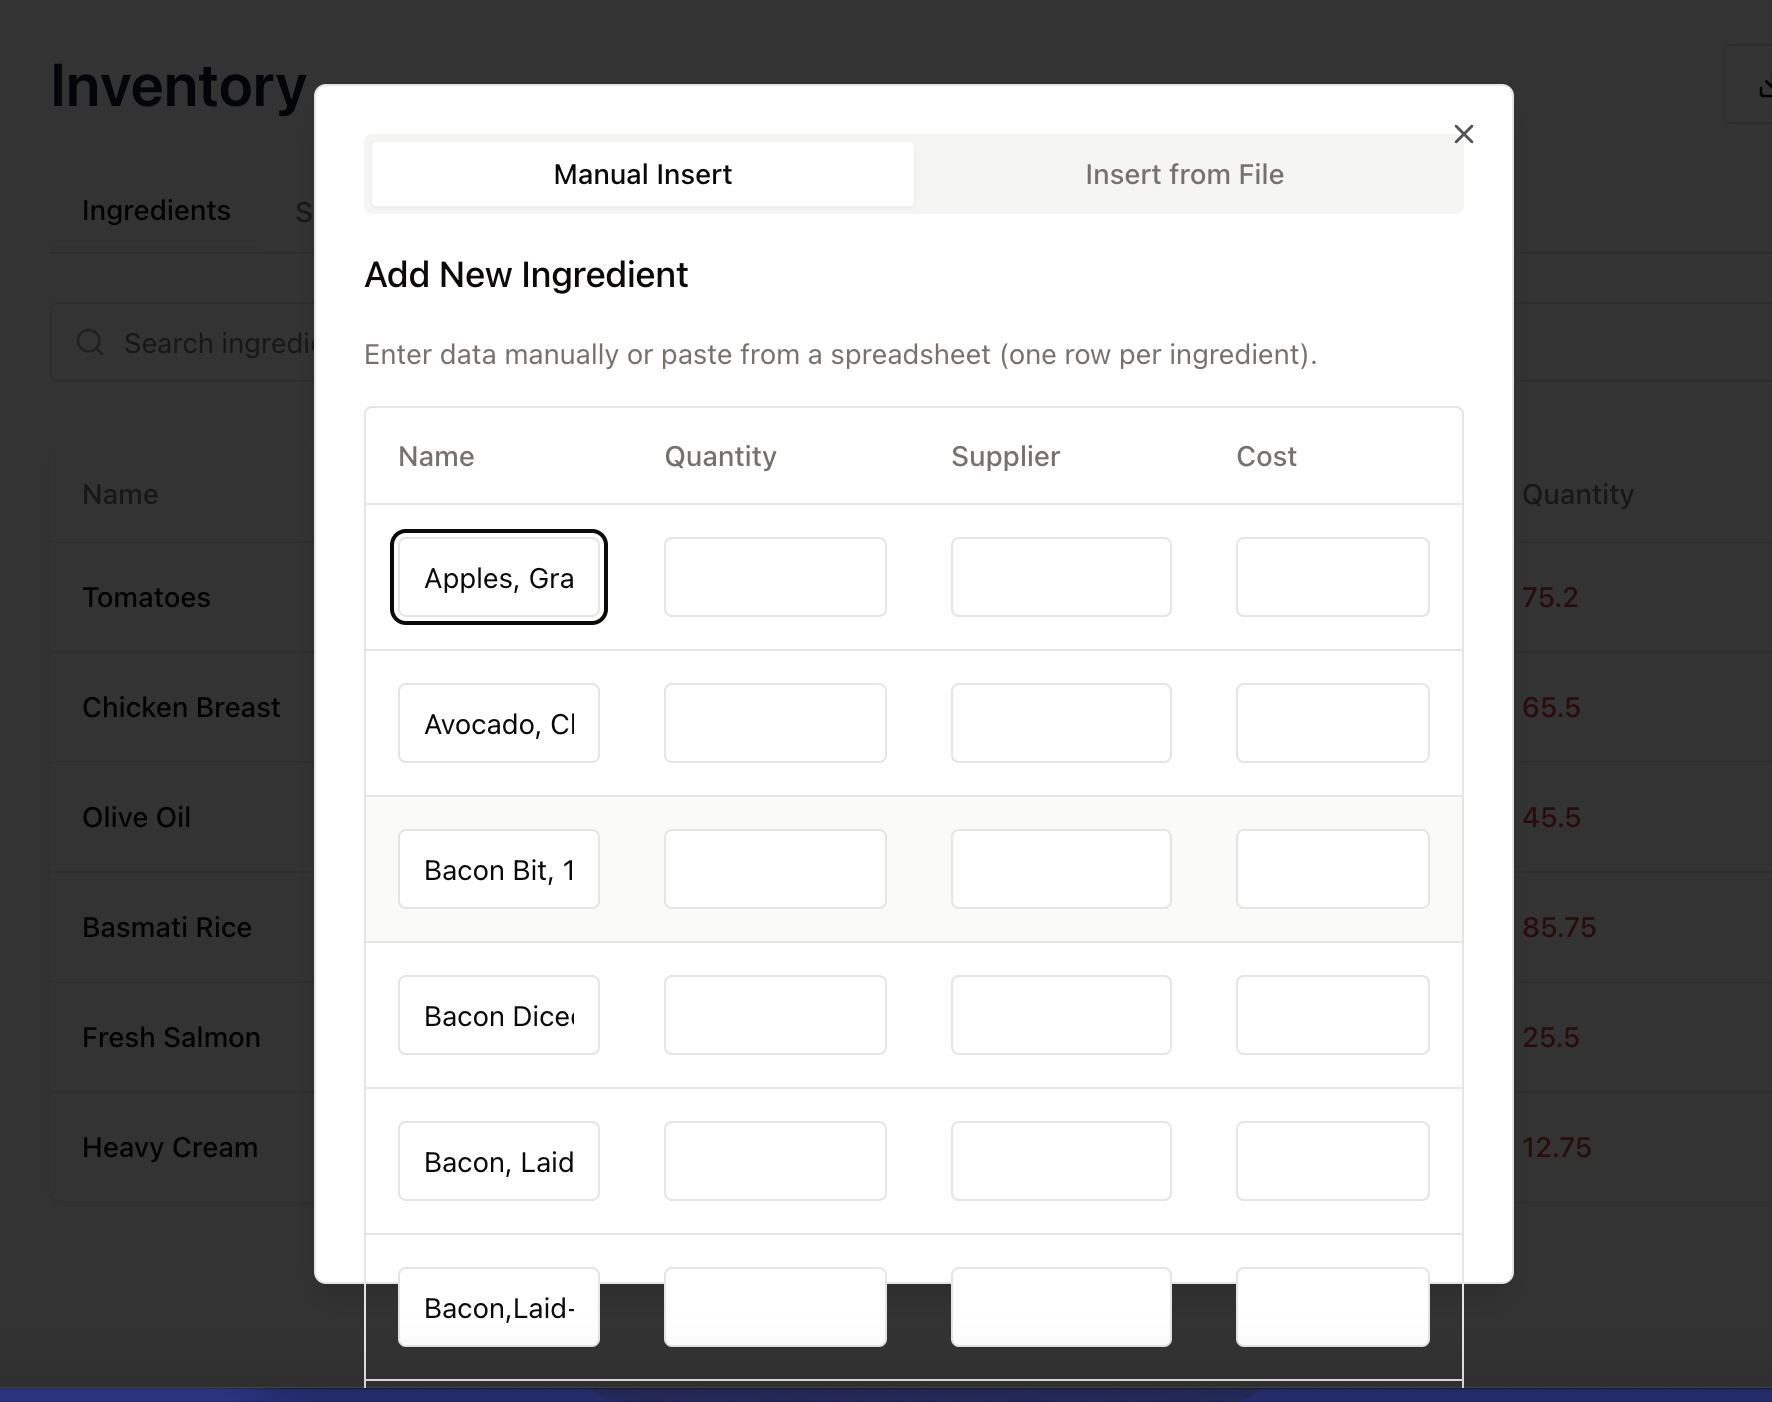 Inventory
Manual Insert
Insert from File
Ingredients
S
Add New Ingredient
Search ingredie
Enter data manually or paste from a spreadsheet (one row per ingredient).
Name
Quantity
Supplier
Cost
Name
Quantity
Apples, Gra
Tomatoes
75.2
Avocado, Cl
Chicken Breast
65.5
Bacon Bit, 1
Olive Oil
45.5
Basmati Rice
85.75
Bacon Dice
Fresh Salmon
25.5
Bacon, Laid
Heavy Cream
12.75
Bacon,Laid-